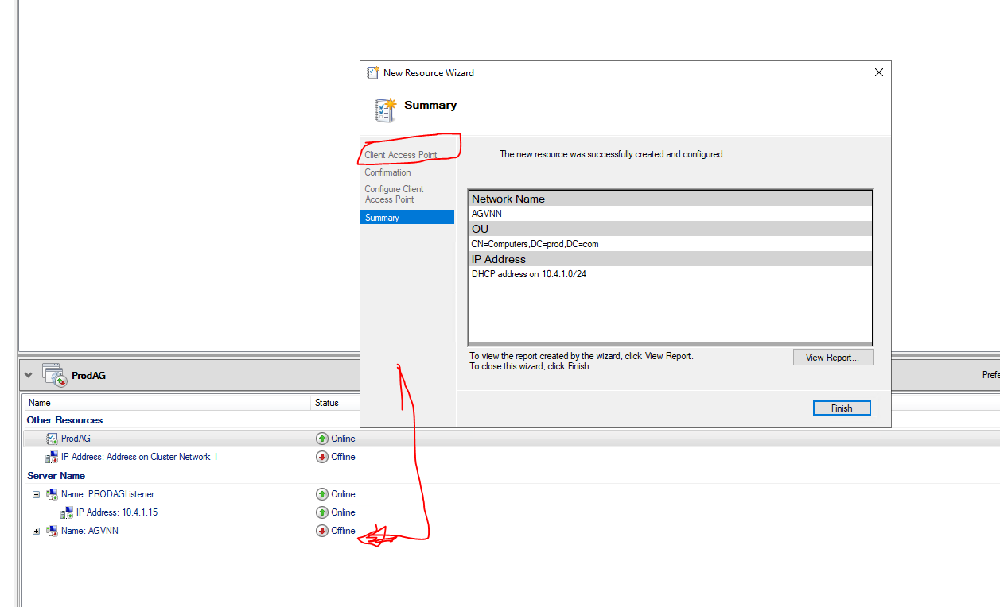 New Resource Wizard
Summary
Client Access Point
Confirmation
Configure Client
Access Point
Summary
The new resource was successfully created and configured.
Network Name
AGVNN
OU
CN=Computers,DC=prod,DC=com
IP Address
DHCP address on 10.4.1.0/24
To view the report created by the wizard, click View Report.
To close this wizard, click Finish.
View Report...
Finish
ProdAG
Prefe
Name Status
Other Resources
ProdAG Online
IP Address: Address on Cluster Network 1 Offline
Server Name
Name: PRODAGListener Online
IP Address: 10.4.1.15 Online
Name: AGVNN Offline